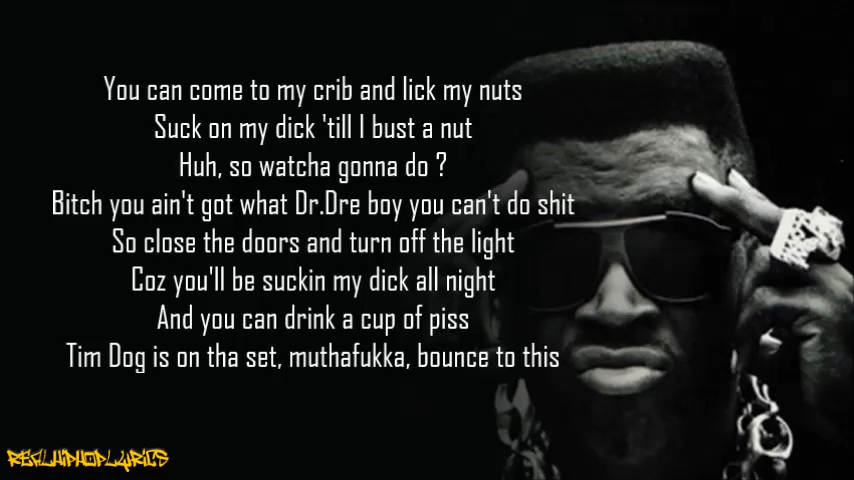 You can come to my crib and lick my nuts
Suck on my dick 'till I bust a nut
Huh, so watcha gonna do ?
Bitch you ain't got what Dr.Dre boy you can't do shit
So close the doors and turn off the light
Coz you'll be suckin my dick all night
And you can drink a cup of piss
Tim Dog is on tha set, muthafukka, bounce to this
REALHIPHOPLYRICS